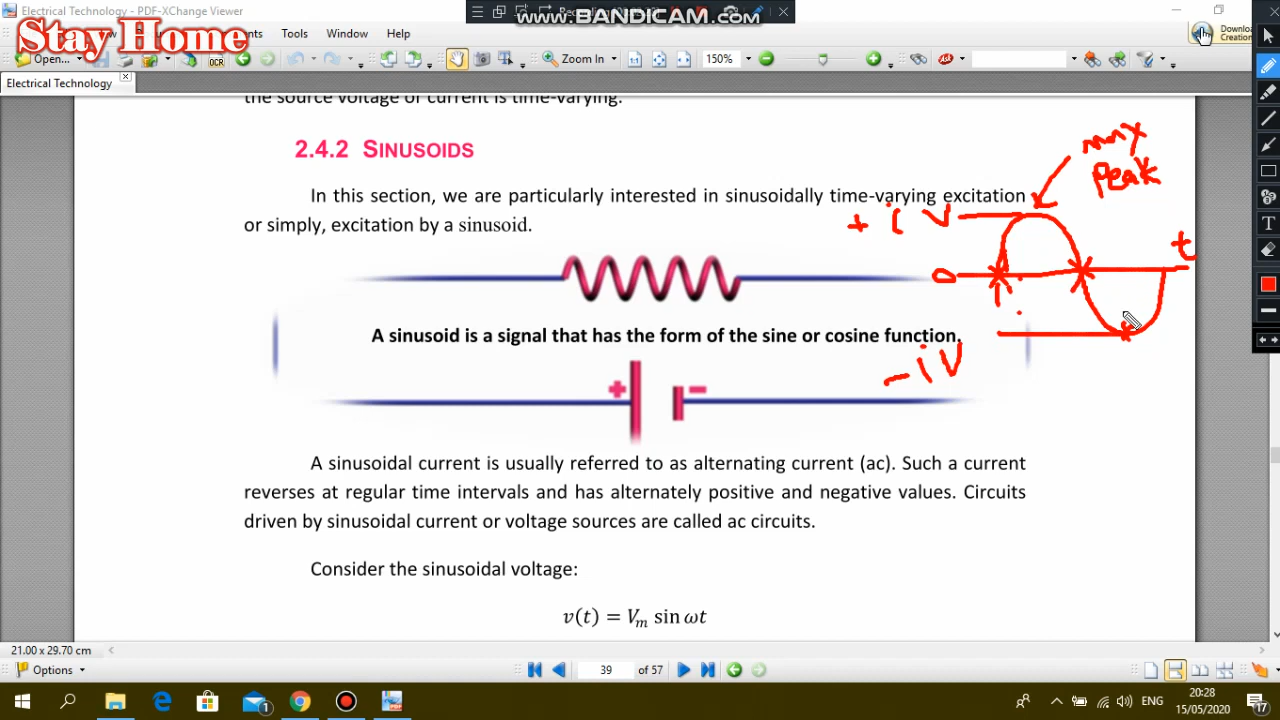 Electrical Technology - PDF-XChange Viewer
www.BANDICAM.com
Stay Home
Tools Window Help
Downlo
Creation
Open...
OCR
Zoom In
150%
Electrical Technology
the source voltage or current is time-varying.
2.4.2 SINUSOIDS
In this section, we are particularly interested in sinusoidally time-varying excitation
or simply, excitation by a sinusoid.
Peak
+ i V
0
t
A sinusoid is a signal that has the form of the sine or cosine function.
- i V
+ -
A sinusoidal current is usually referred to as alternating current (ac). Such a current
reverses at regular time intervals and has alternately positive and negative values. Circuits
driven by sinusoidal current or voltage sources are called ac circuits.
Consider the sinusoidal voltage:
v(t) = Vm sin ωt
21.00 x 29.70 cm
Options
39 of 57
1
ENG
20:28
15/05/2020
17